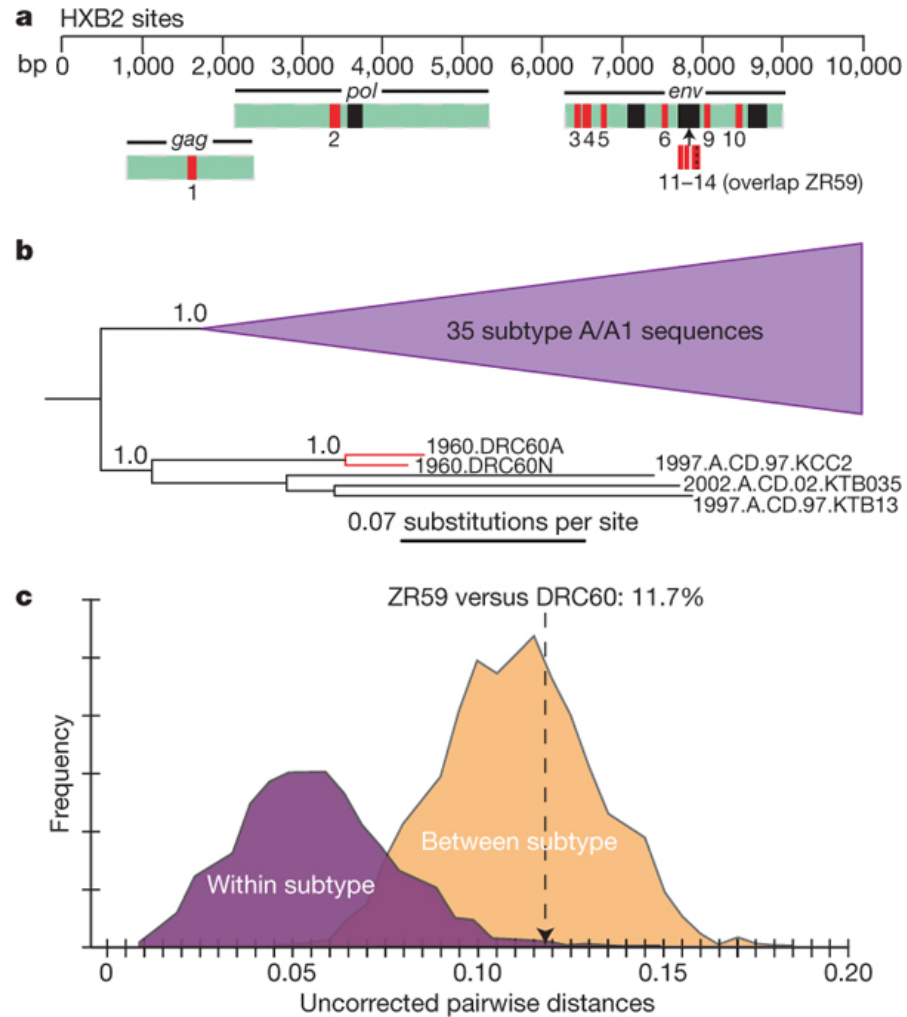 a HXB2 sites
bp 0 1,000 2,000 3,000 4,000 5,000 6,000 7,000 8,000 9,000 10,000
pol env
2 3 4 5 6 9 10
gag
1
11–14 (overlap ZR59)
b
1.0
35 subtype A/A1 sequences
1.0 1.0 1960.DRC60A
1960.DRC60N 1997.A.CD.97.KCC2
2002.A.CD.02.KTB035
1997.A.CD.97.KTB13
0.07 substitutions per site
c ZR59 versus DRC60: 11.7%
Frequency
Between subtype
Within subtype
0 0.05 0.10 0.15 0.20
Uncorrected pairwise distances